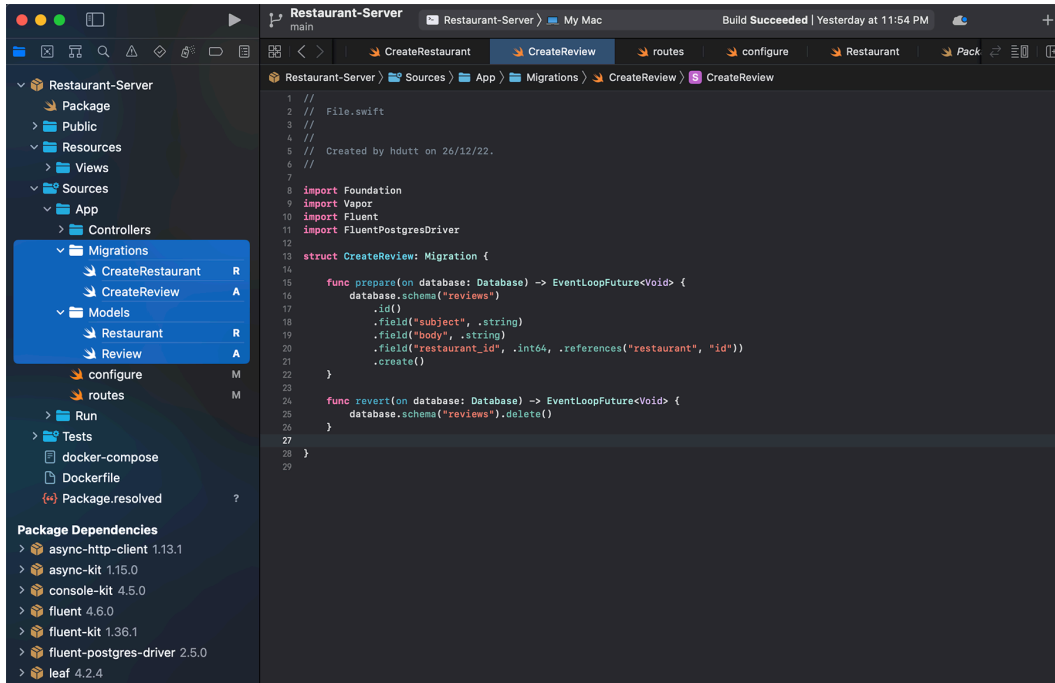 Restaurant-Server
main
Restaurant-Server
My Mac
Build Succeeded | Yesterday at 11:54 PM
CreateRestaurant
CreateReview
routes
configure
Restaurant
Pack
Restaurant-Server
Sources
App
Migrations
CreateReview
S
CreateReview
Restaurant-Server
Package
Public
Resources
Views
Sources
App
Controllers
Migrations
CreateRestaurant R
CreateReview A
Models
Restaurant R
Review A
configure M
routes M
Run
Tests
docker-compose
Dockerfile
Package.resolved ?
Package Dependencies
async-http-client 1.13.1
async-kit 1.15.0
console-kit 4.5.0
fluent 4.6.0
fluent-kit 1.36.1
fluent-postgres-driver 2.5.0
leaf 4.2.4
1 //
2 //  File.swift
3 //
4 //
5 //  Created by hdutt on 26/12/22.
6 //
7
8 import Foundation
9 import Vapor
10 import Fluent
11 import FluentPostgresDriver
12
13 struct CreateReview: Migration {
14
15     func prepare(on database: Database) -> EventLoopFuture<Void> {
16         database.schema("reviews")
17             .id()
18             .field("subject", .string)
19             .field("body", .string)
20             .field("restaurant_id", .int64, .references("restaurant", "id"))
21             .create()
22     }
23
24     func revert(on database: Database) -> EventLoopFuture<Void> {
25         database.schema("reviews").delete()
26     }
27
28 }
29